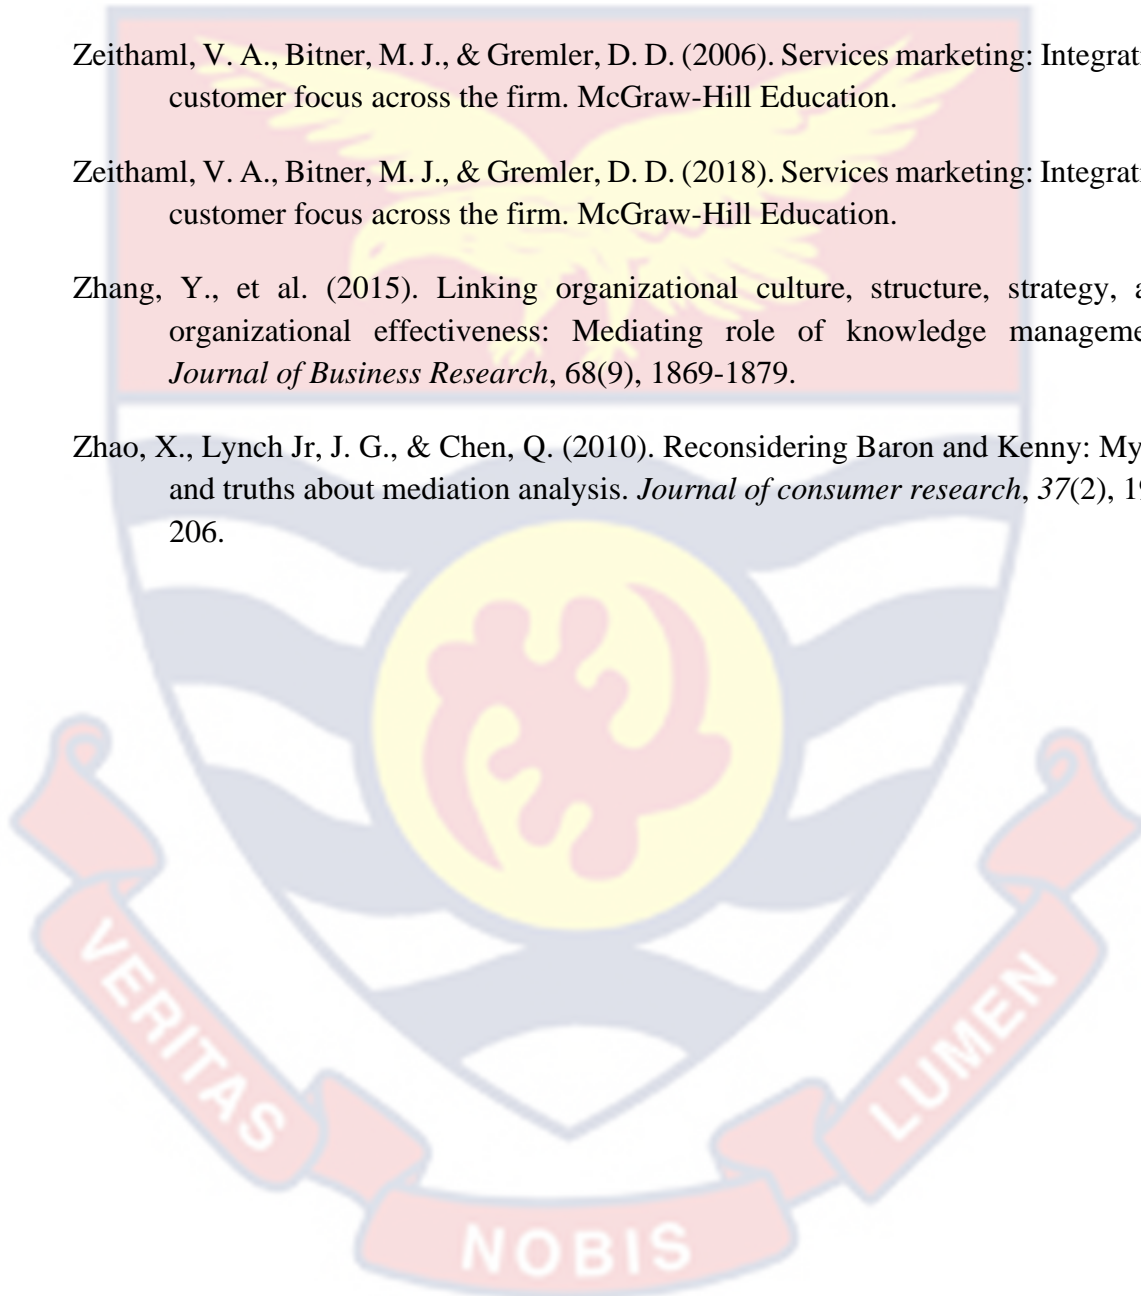 Zeithaml, V. A., Bitner, M. J., & Gremler, D. D. (2006). Services marketing: Integrati
customer focus across the firm. McGraw-Hill Education.
Zeithaml, V. A., Bitner, M. J., & Gremler, D. D. (2018). Services marketing: Integrati
customer focus across the firm. McGraw-Hill Education.
Zhang, Y., et al. (2015). Linking organizational culture, structure, strategy, a
organizational effectiveness: Mediating role of knowledge manageme
Journal of Business Research, 68(9), 1869-1879.
Zhao, X., Lynch Jr, J. G., & Chen, Q. (2010). Reconsidering Baron and Kenny: My
and truths about mediation analysis. Journal of consumer research, 37(2), 19
206.
VERITAS
NOBIS
LUMEN